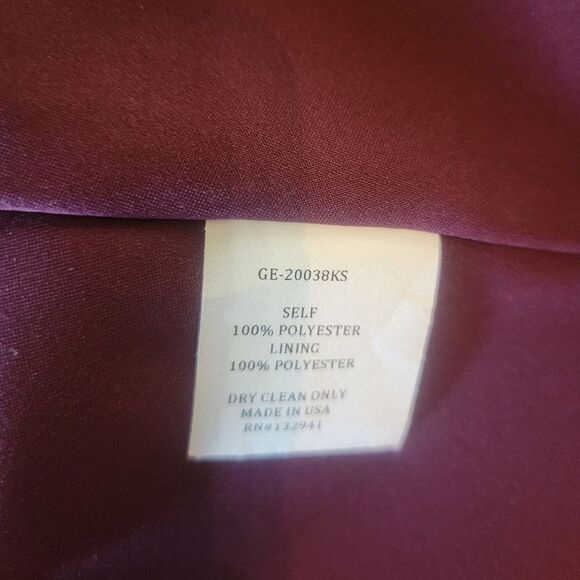 GE-20038KS
SELF
100% POLYESTER
LINING
100% POLYESTER
DRY CLEAN ONLY
MADE IN USA
RN#132941